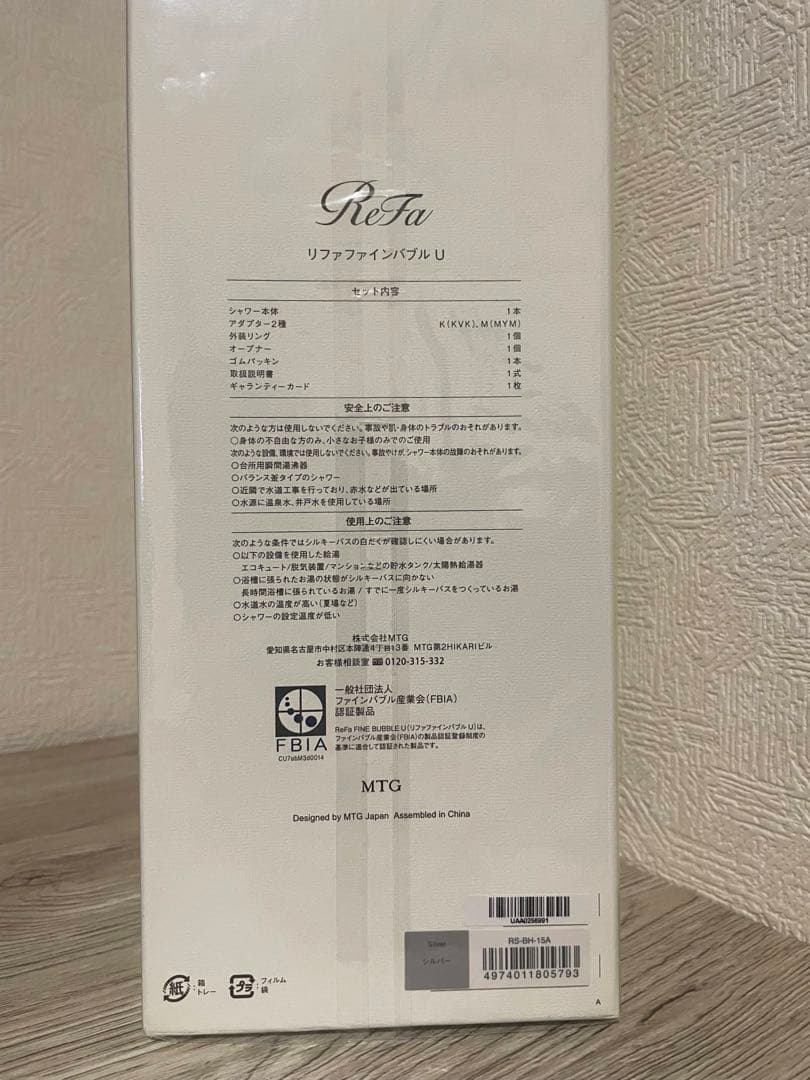 ReFa
リファファインバブル U
セット内容
シャワー本体 1本
アダプター2種 K(KVK)、M(MYM)
外装リング 1個
オープナー 1個
ゴムパッキン 1本
取扱説明書 1式
ギャランティーカード 1枚
安全上のご注意
次のような方は使用しないでください。事故や肌・身体のトラブルのおそれがあります。
○身体の不自由な方のみ、小さなお子様のみでのご使用
次のような設備、環境では使用しないでください。事故やけが、シャワー本体の故障のおそれがあります。
○台所用瞬間湯沸器
○バランス釜タイプのシャワー
○近隣で水道工事を行っており、赤水などが出ている場所
○水源に温泉水、井戸水を使用している場所
使用上のご注意
次のような条件ではシルキーバスの白だくが確認しにくい場合があります。
○以下の設備を使用した給湯
エコキュート/脱気装置/マンションなどの貯水タンク/太陽熱給湯器
○浴槽に張られたお湯の状態がシルキーバスに向かない
長時間浴槽に張られているお湯 / すでに一度シルキーバスをつくっているお湯
○水道水の温度が高い(夏場など)
○シャワーの設定温度が低い
株式会社MTG
愛知県名古屋市中村区本陣通4丁目13番 MTG第2HIKARIビル
お客様相談室 0120-315-332
一般社団法人
ファインバブル産業会(FBIA)
認証製品
ReFa FINE BUBBLE U(リファファインバブル U)は、
ファインバブル産業会(FBIA)の製品認証登録制度の
基準に適合して認証された製品です。
FBIA
CU7abM3d0014
MTG
Designed by MTG Japan Assembled in China
UAA0256991
Silver
シルバー
RS-BH-15A
4974011805793
紙 :箱
:トレー
プラ :フィルム
:袋
A